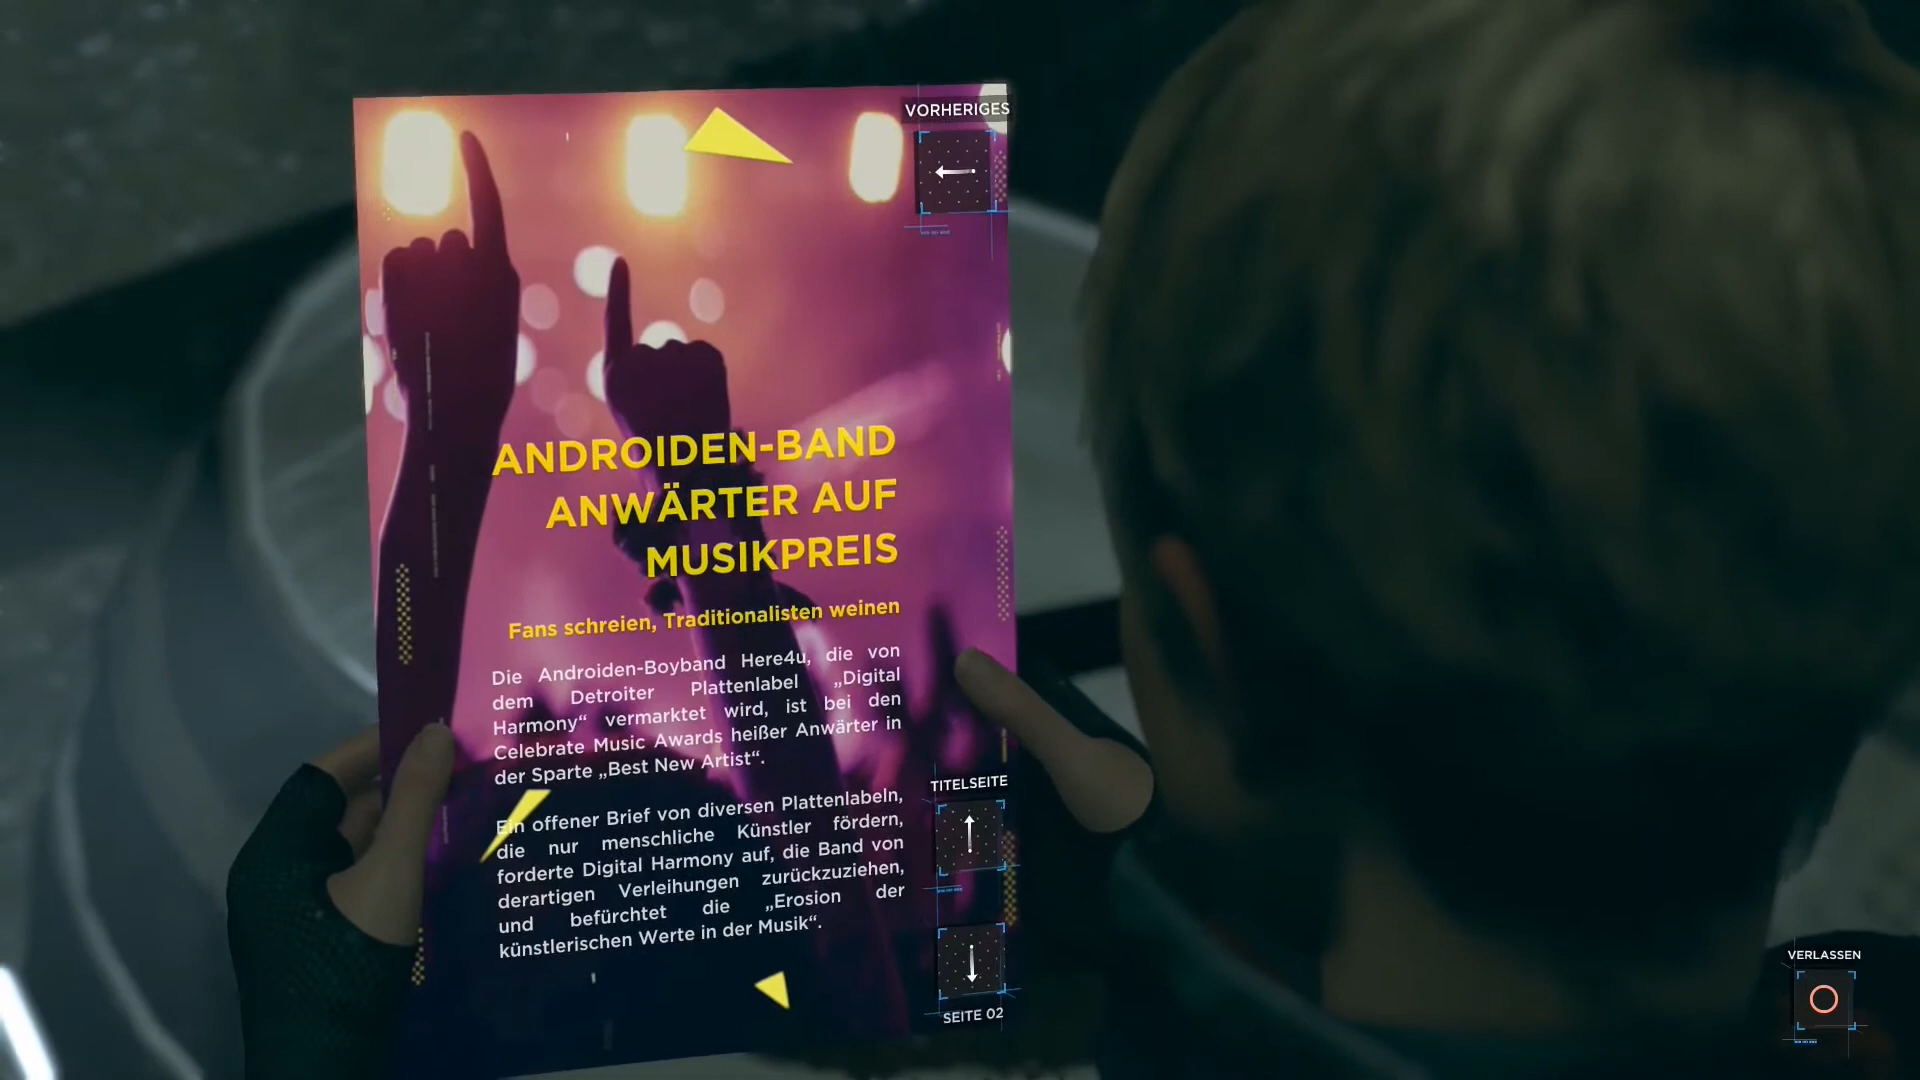 VORHERIGES
ANDROIDEN-BAND
ANWÄRTER AUF
MUSIKPREIS
Fans schreien, Traditionalisten weinen
Die Androiden-Boyband Here4u, die von
dem Detroiter Plattenlabel „Digital
Harmony“ vermarktet wird, ist bei den
Celebrate Music Awards heißer Anwärter in
der Sparte „Best New Artist“.
Ein offener Brief von diversen Plattenlabeln,
die nur menschliche Künstler fördern,
forderte Digital Harmony auf, die Band von
derartigen Verleihungen zurückzuziehen,
und befürchtet die „Erosion der
künstlerischen Werte in der Musik“.
TITELSEITE
SEITE 02
VERLASSEN